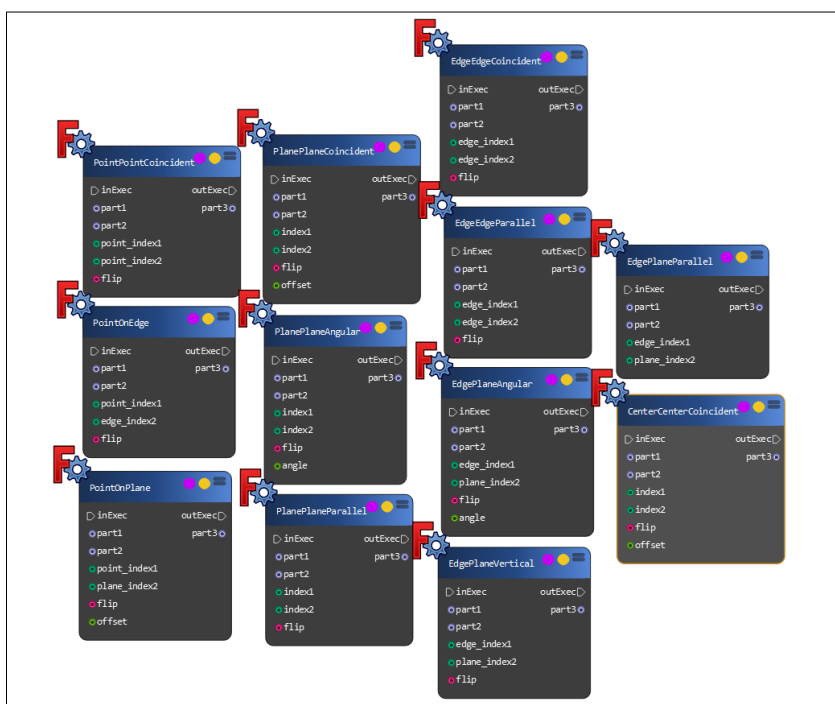 EdgeEdgeCoincident
inExec outExec
part1 part3
part2
edge_index1
edge_index2
flip
PointPointCoincident
inExec outExec
part1 part3
part2
point_index1
point_index2
flip
PlanePlaneCoincident
inExec outExec
part1 part3
part2
index1
index2
flip
offset
EdgeEdgeParallel
inExec outExec
part1 part3
part2
edge_index1
edge_index2
flip
EdgePlaneParallel
inExec outExec
part1 part3
part2
edge_index1
plane_index2
PointOnEdge
inExec outExec
part1 part3
part2
point_index1
edge_index2
flip
PlanePlaneAngular
inExec outExec
part1 part3
part2
index1
index2
flip
angle
EdgePlaneAngular
inExec outExec
part1 part3
part2
edge_index1
plane_index2
flip
angle
CenterCenterCoincident
inExec outExec
part1 part3
part2
index1
index2
flip
offset
PointOnPlane
inExec outExec
part1 part3
part2
point_index1
plane_index2
flip
offset
PlanePlaneParallel
inExec outExec
part1 part3
part2
index1
index2
flip
EdgePlaneVertical
inExec outExec
part1 part3
part2
edge_index1
plane_index2
flip